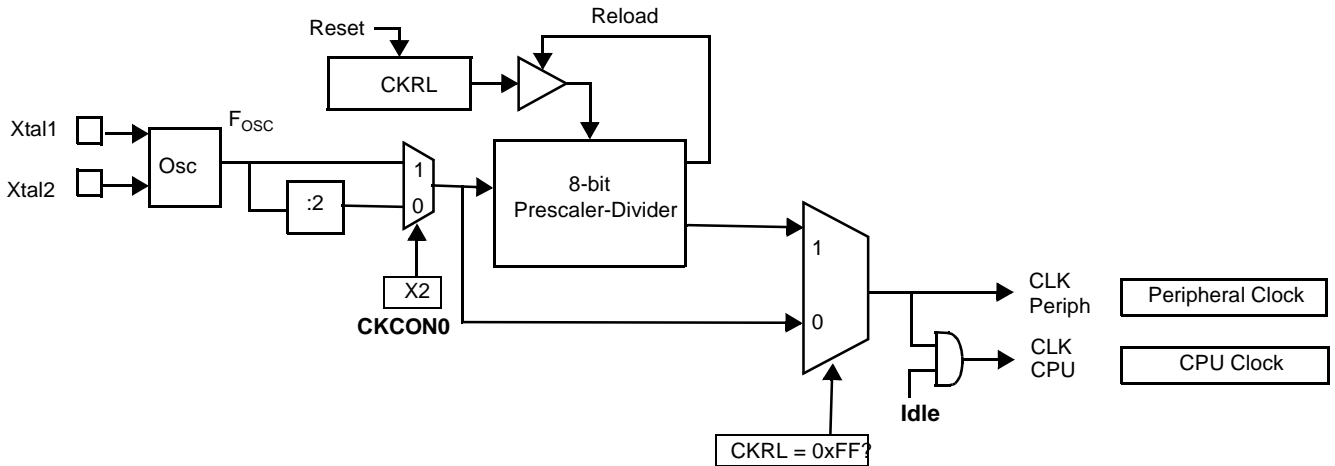 Reload
Reset
CKRL
Xtal1
Xtal2
Osc
FOSC
:2
1
0
X2
CKCON0
8-bit
Prescaler-Divider
1
0
CKRL = 0xFF?
CLK
Periph
Peripheral Clock
CLK
CPU
CPU Clock
Idle